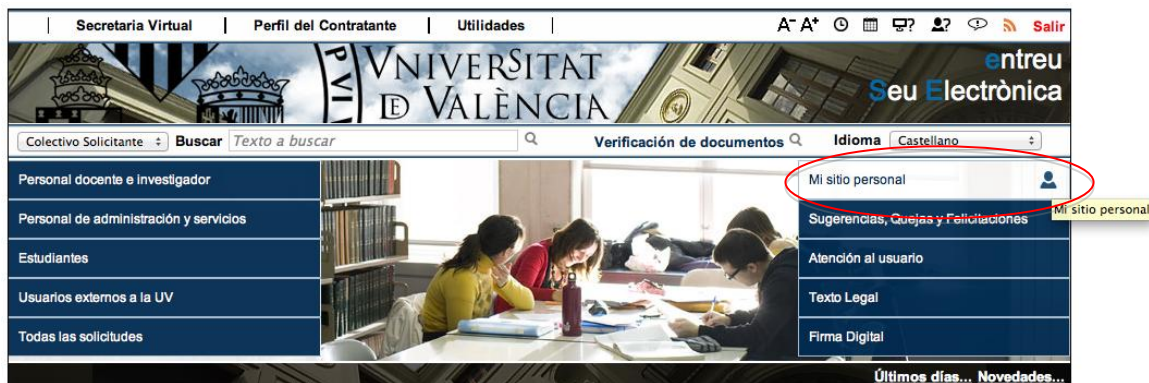 Secretaria Virtual | Perfil del Contratante | Utilidades | A- A+ ? ? Salir
VNIVERSITAT
DE VALÈNCIA
entreu
Seu Electrònica
Colectivo Solicitante Buscar Texto a buscar Verificación de documentos Idioma Castellano
Personal docente e investigador
Personal de administración y servicios
Estudiantes
Usuarios externos a la UV
Todas las solicitudes
Mi sitio personal
Mi sitio personal
Sugerencias, Quejas y Felicitaciones
Atención al usuario
Texto Legal
Firma Digital
Últimos días... Novedades...